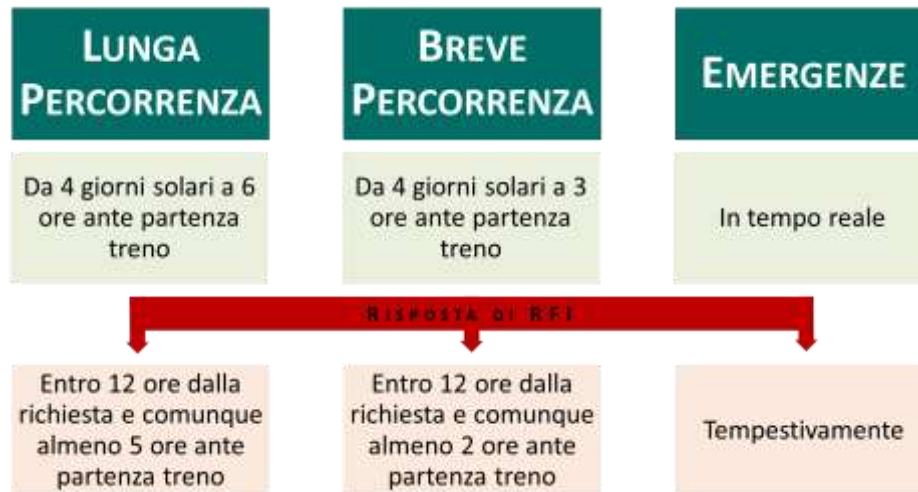 LUNGA
PERCORRENZA
BREVE
PERCORRENZA
EMERGENZE
Da 4 giorni solari a 6
ore ante partenza
treno
Da 4 giorni solari a 3
ore ante partenza
treno
In tempo reale
RISPOSTA DI RFI
Entro 12 ore dalla
richiesta e comunque
almeno 5 ore ante
partenza treno
Entro 12 ore dalla
richiesta e comunque
almeno 2 ore ante
partenza treno
Tempestivamente